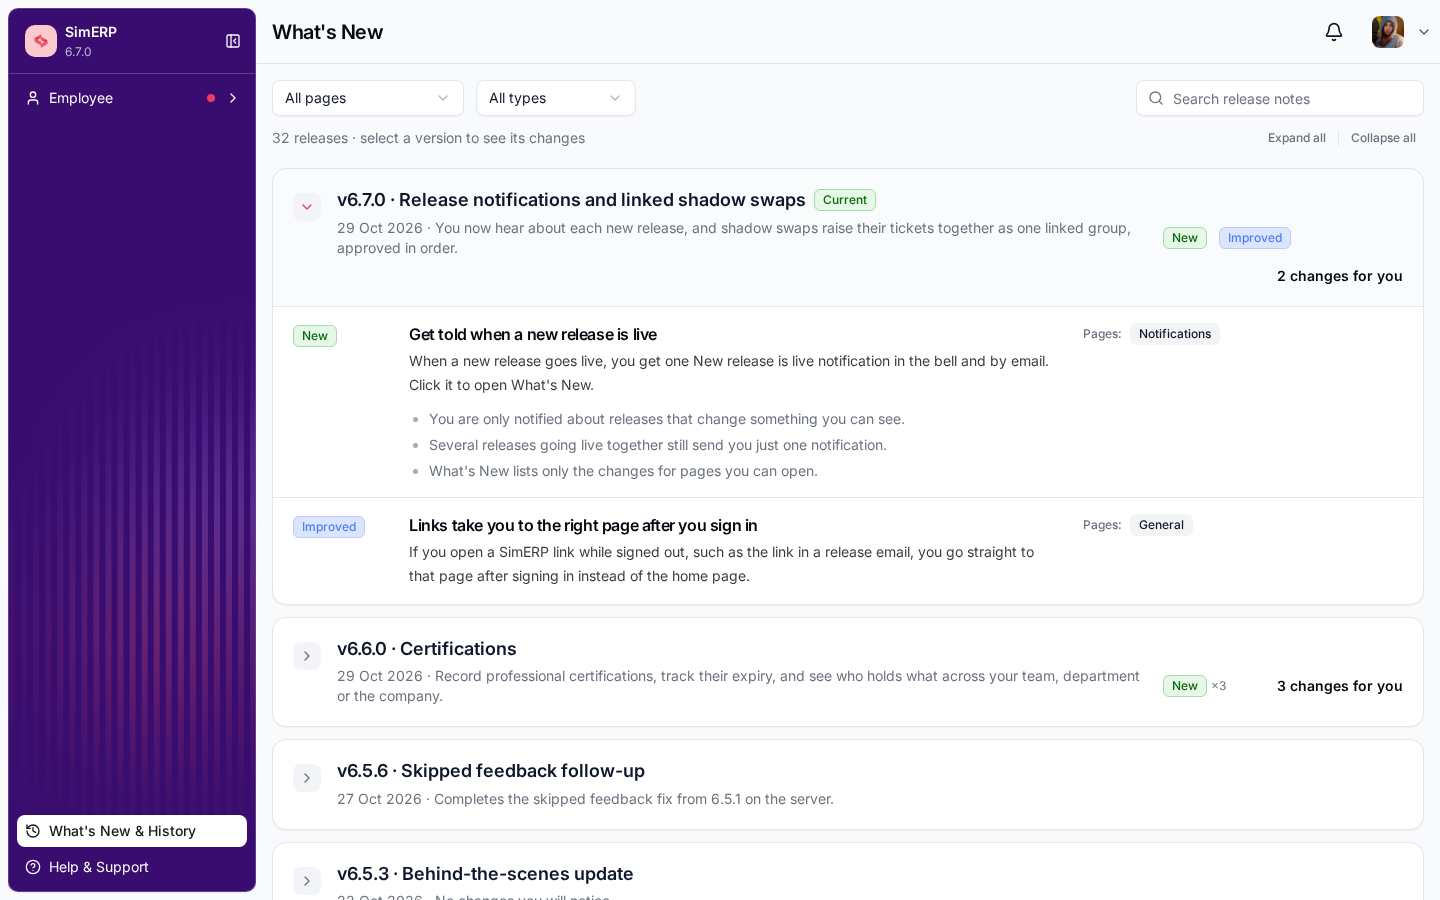 SimERP
6.7.0
Employee
What's New & History
Help & Support
What's New
All pages
All types
Search release notes
32 releases · select a version to see its changes
Expand all
Collapse all
v6.7.0 · Release notifications and linked shadow swaps
Current
29 Oct 2026 · You now hear about each new release, and shadow swaps raise their tickets together as one linked group,
approved in order.
New
Improved
2 changes for you
New
Get told when a new release is live
When a new release goes live, you get one New release is live notification in the bell and by email.
Click it to open What's New.
• You are only notified about releases that change something you can see.
• Several releases going live together still send you just one notification.
• What's New lists only the changes for pages you can open.
Pages:
Notifications
Improved
Links take you to the right page after you sign in
If you open a SimERP link while signed out, such as the link in a release email, you go straight to
that page after signing in instead of the home page.
Pages:
General
v6.6.0 · Certifications
29 Oct 2026 · Record professional certifications, track their expiry, and see who holds what across your team, department
or the company.
New ×3
3 changes for you
v6.5.6 · Skipped feedback follow-up
27 Oct 2026 · Completes the skipped feedback fix from 6.5.1 on the server.
v6.5.3 · Behind-the-scenes update